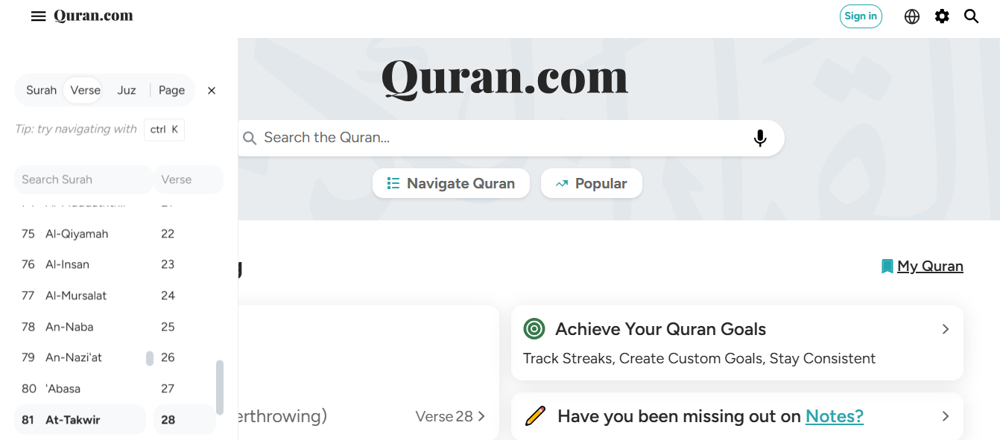 Quran.com
Sign in
Surah Verse Juz Page
Tip: try navigating with ctrl K
Search Surah Verse
75 Al-Qiyamah 22
76 Al-Insan 23
77 Al-Mursalat 24
78 An-Naba 25
79 An-Nazi'at 26
80 'Abasa 27
81 At-Takwir 28
Quran.com
Search the Quran...
Navigate Quran
Popular
My Quran
erthrowing) Verse 28
Achieve Your Quran Goals
Track Streaks, Create Custom Goals, Stay Consistent
Have you been missing out on Notes?